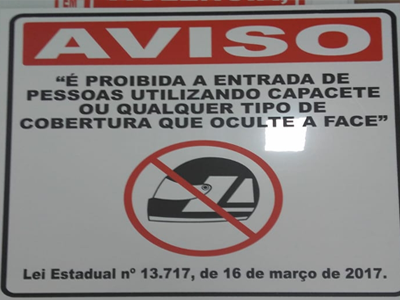 EM
AVISO
“É PROIBIDA A ENTRADA DE
PESSOAS UTILIZANDO CAPACETE
OU QUALQUER TIPO DE
COBERTURA QUE OCULTE A FACE”
Lei Estadual nº 13.717, de 16 de março de 2017.